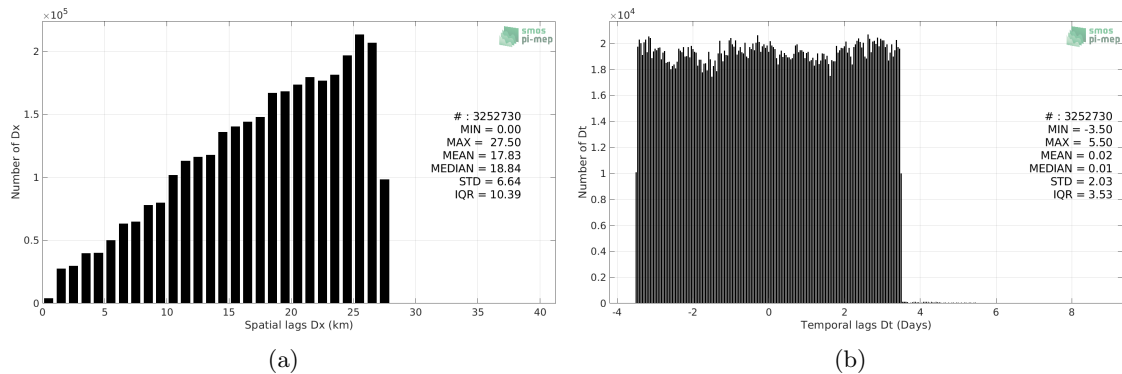 ×10⁵
smos
pi-mep
2
1.5
1
0.5
0
Number of Dx
# : 3252730
MIN = 0.00
MAX = 27.50
MEAN = 17.83
MEDIAN = 18.84
STD = 6.64
IQR = 10.39
0 5 10 15 20 25 30 35 40
Spatial lags Dx (km)
(a)
×10⁴
smos
pi-mep
2
1.8
1.6
1.4
1.2
1
0.8
0.6
0.4
0.2
0
Number of Dt
# : 3252730
MIN = -3.50
MAX = 5.50
MEAN = 0.02
MEDIAN = 0.01
STD = 2.03
IQR = 3.53
-4 -2 0 2 4 6 8
Temporal lags Dt (Days)
(b)